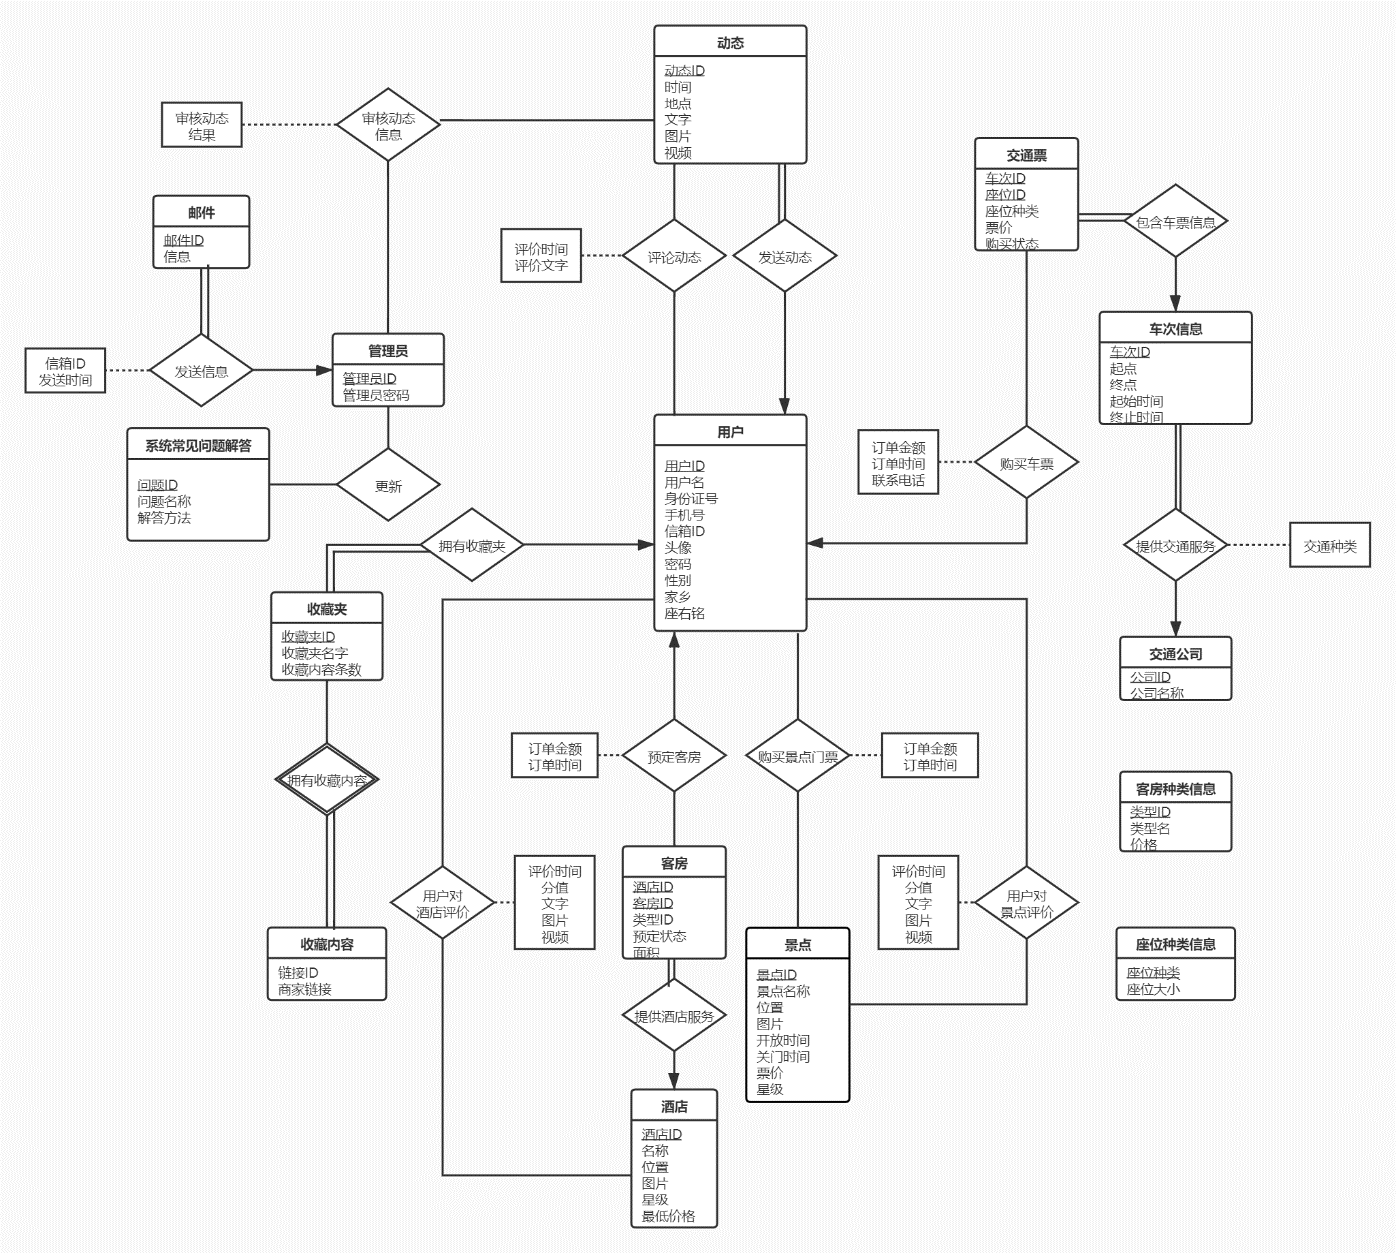 动态
动态ID
时间
地点
文字
图片
视频
审核动态
结果
审核动态
信息
交通票
车次ID
座位ID
座位种类
票价
购买状态
包含车票信息
邮件
邮件ID
信息
评价时间
评价文字
评论动态
发送动态
车次信息
车次ID
起点
终点
起始时间
终止时间
信箱ID
发送时间
发送信息
管理员
管理员ID
管理员密码
系统常见问题解答
问题ID
问题名称
解答方法
更新
用户
用户ID
用户名
身份证号
手机号
信箱ID
头像
密码
性别
家乡
座右铭
订单金额
订单时间
联系电话
购买车票
提供交通服务
交通种类
拥有收藏夹
收藏夹
收藏夹ID
收藏夹名字
收藏内容条数
交通公司
公司ID
公司名称
拥有收藏内容
订单金额
订单时间
预定客房
购买景点门票
订单金额
订单时间
客房种类信息
类型ID
类型名
价格
用户对
酒店评价
评价时间
分值
文字
图片
视频
客房
酒店ID
客房ID
类型ID
预定状态
面积
评价时间
分值
文字
图片
视频
用户对
景点评价
收藏内容
链接ID
商家链接
提供酒店服务
景点
景点ID
景点名称
位置
图片
开放时间
关门时间
票价
星级
座位种类信息
座位种类
座位大小
酒店
酒店ID
名称
位置
图片
星级
最低价格